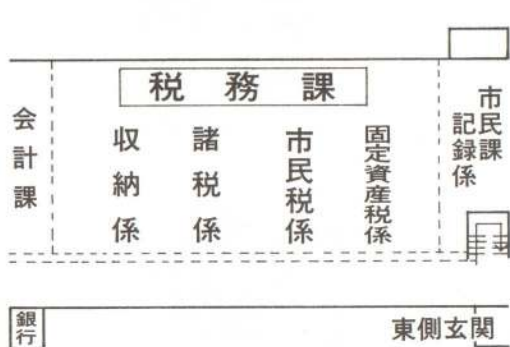 税務課
会計課
収納係
諸税係
市民税係
固定資産税係
市民課
記録係
銀行
東側玄関